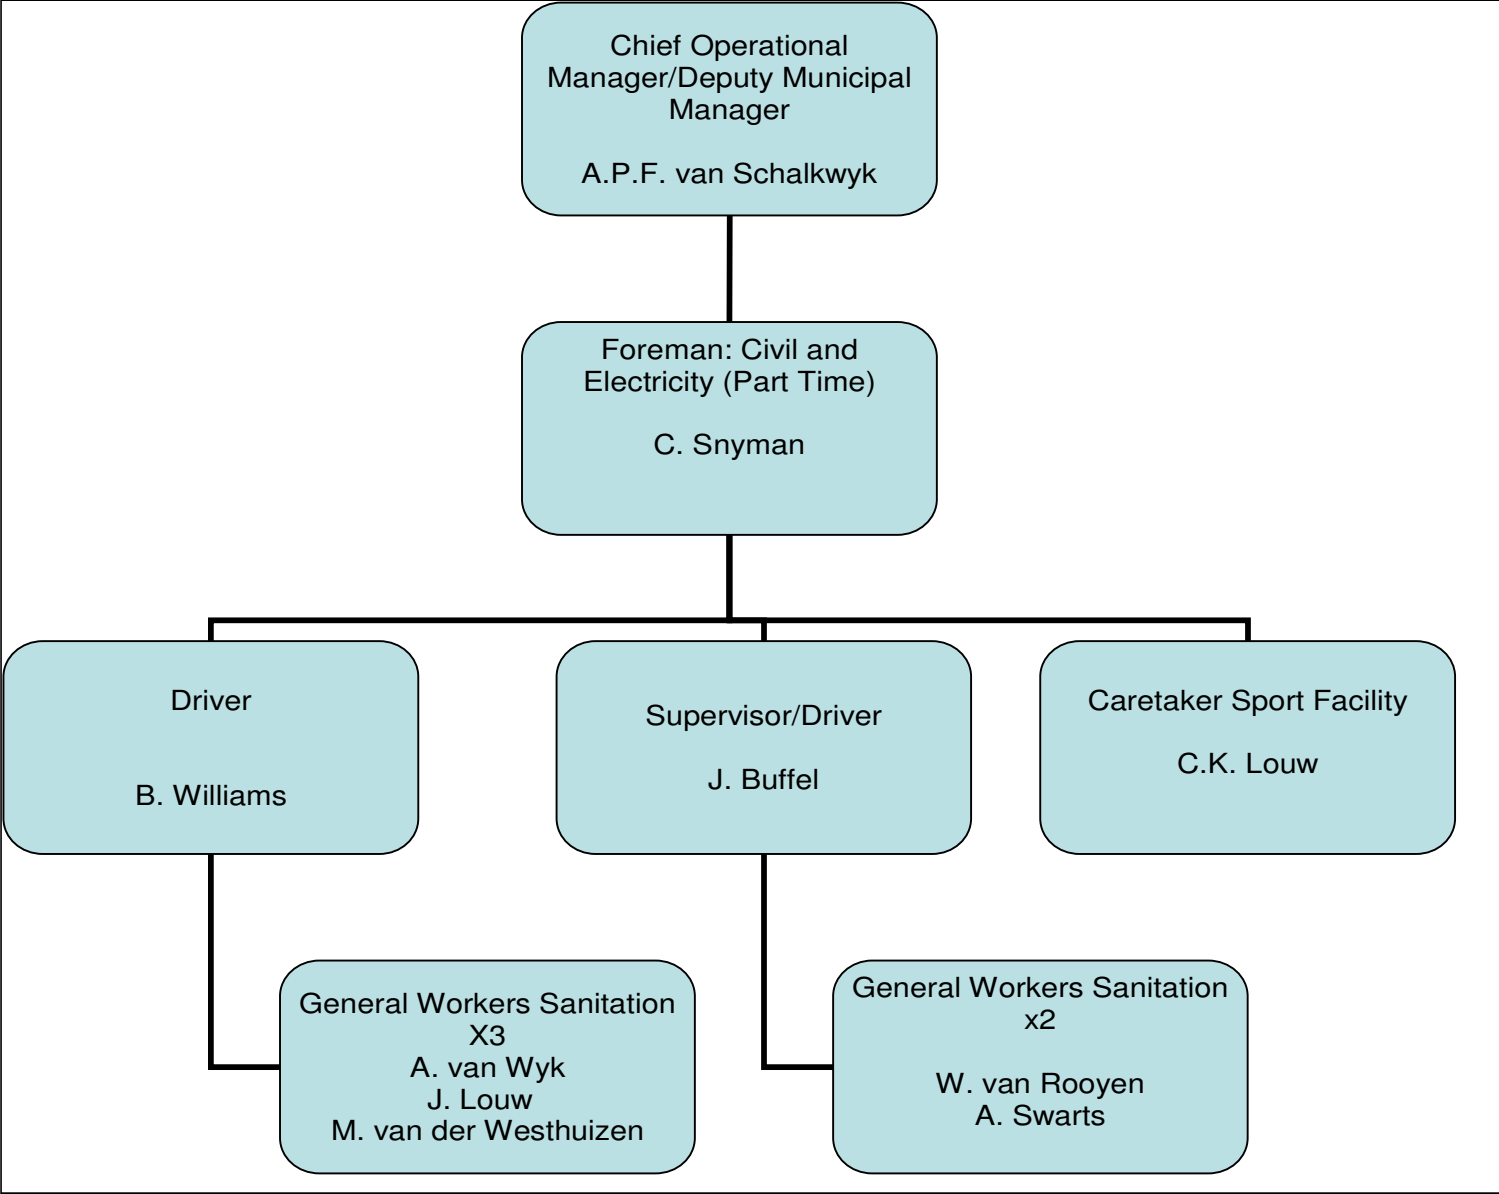 Chief Operational
Manager/Deputy Municipal
Manager
A.P.F. van Schalkwyk
Foreman: Civil and
Electricity (Part Time)
C. Snyman
Driver
B. Williams
Supervisor/Driver
J. Buffel
Caretaker Sport Facility
C.K. Louw
General Workers Sanitation
X3
A. van Wyk
J. Louw
M. van der Westhuizen
General Workers Sanitation
x2
W. van Rooyen
A. Swarts